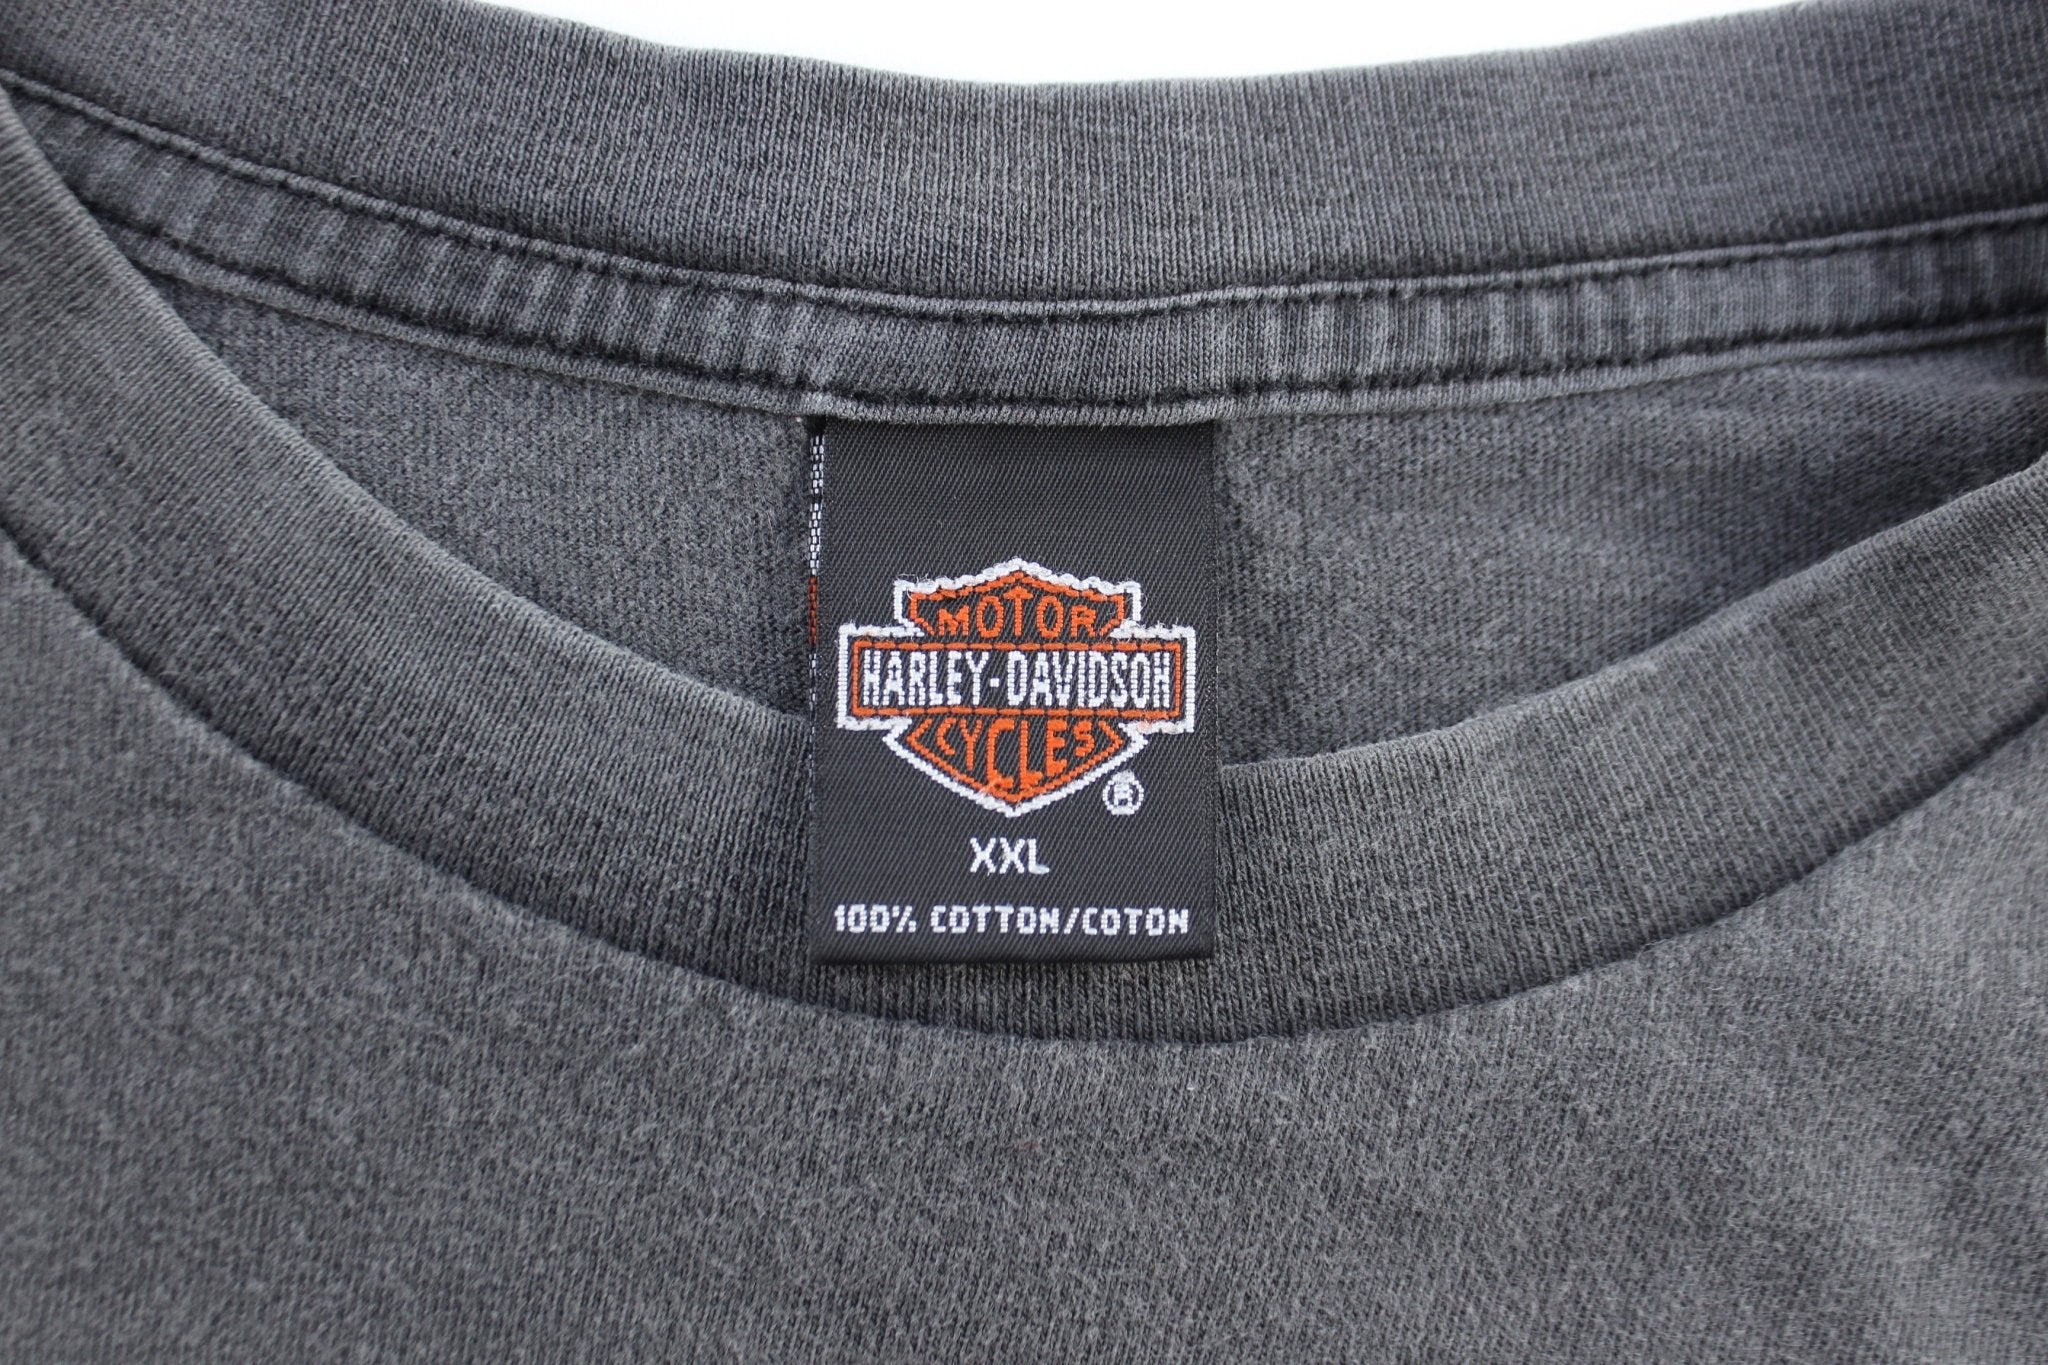 MOTOR
HARLEY-DAVIDSON
CYCLES
®
XXL
100% COTTON/COTON